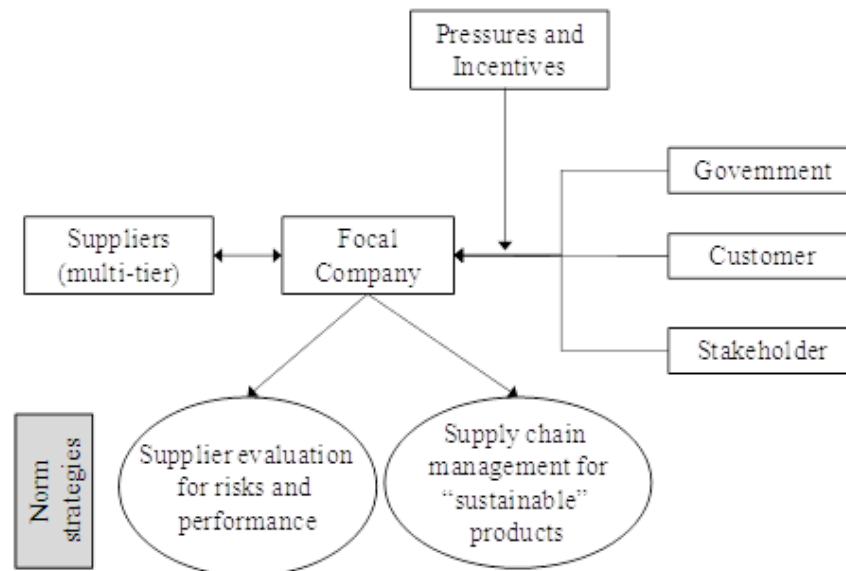 Pressures and
Incentives
Government
Suppliers
(multi-tier)
Focal
Company
Customer
Stakeholder
Norm
strategies
Supplier evaluation
for risks and
performance
Supply chain
management for
“sustainable”
products